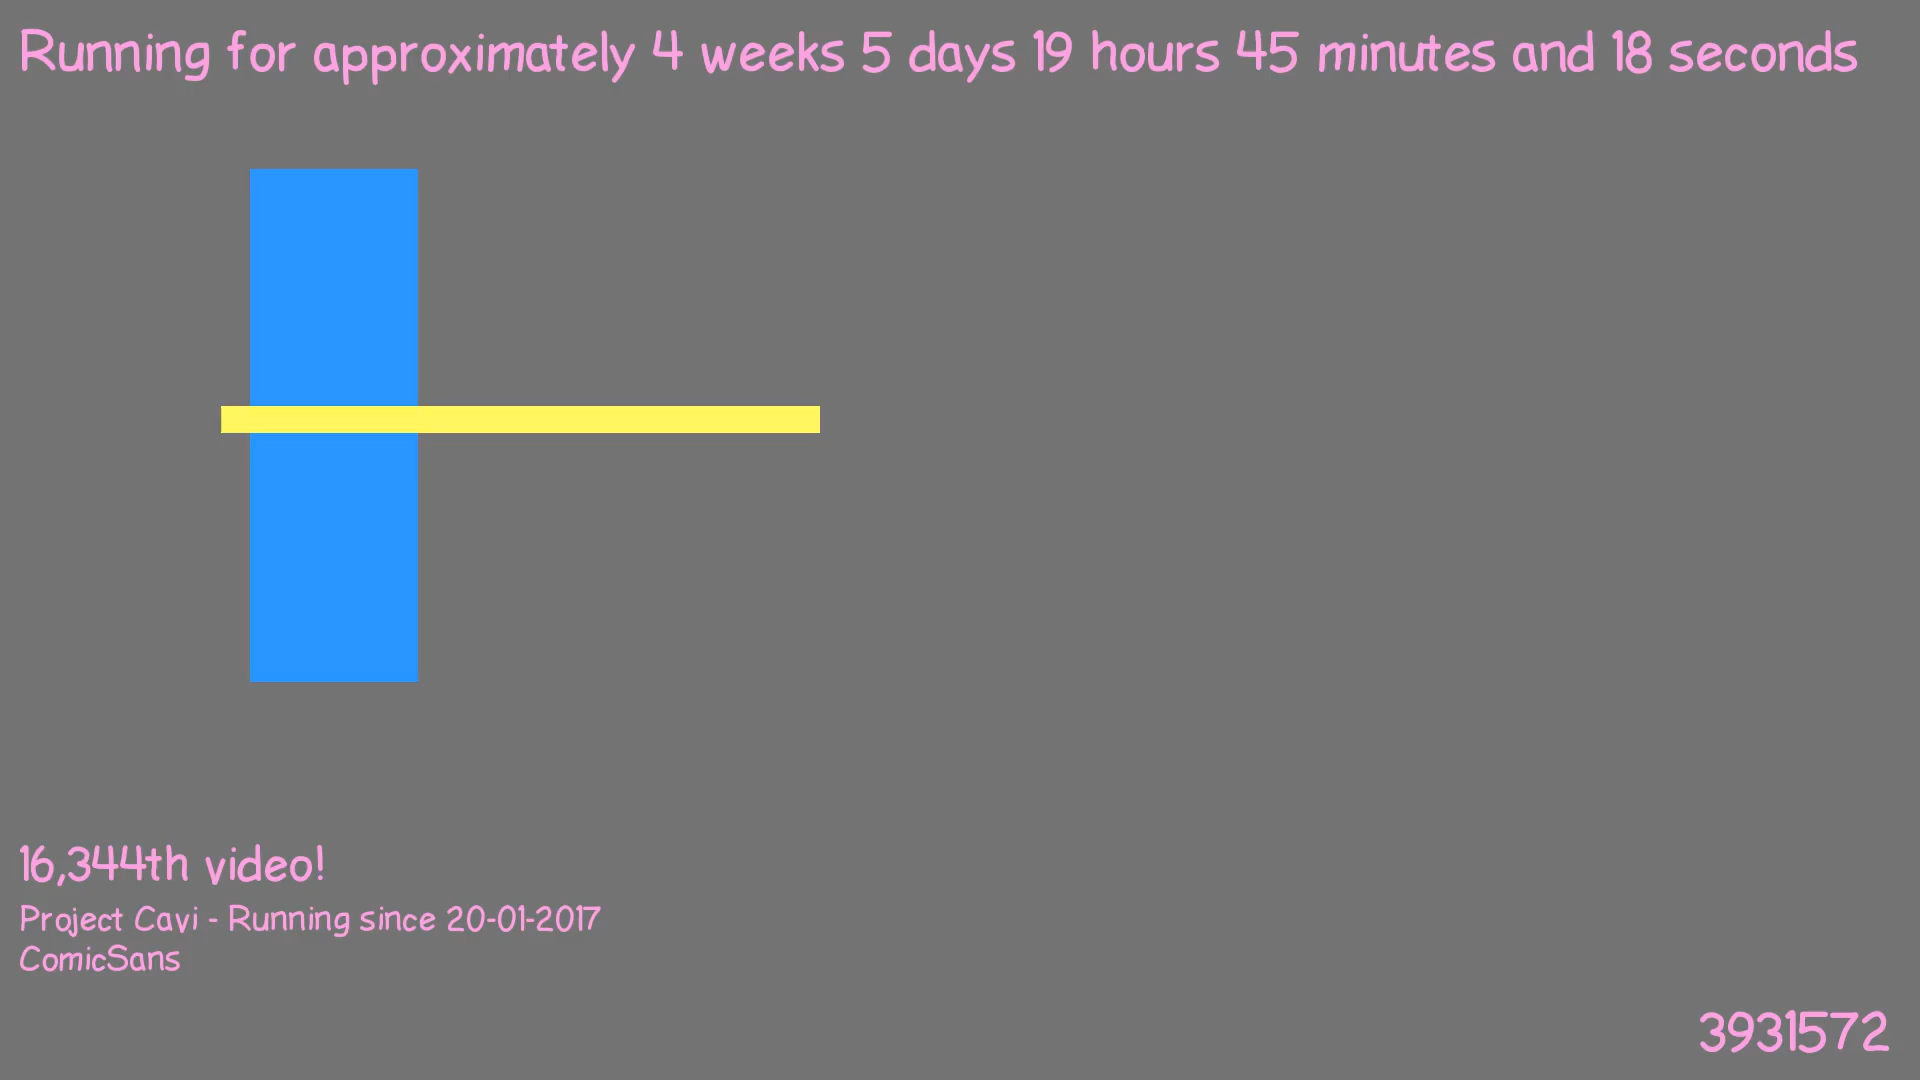 Running for approximately 4 weeks 5 days 19 hours 45 minutes and 18 seconds
16,344th video!
Project Cavi - Running since 20-01-2017
ComicSans
3931572